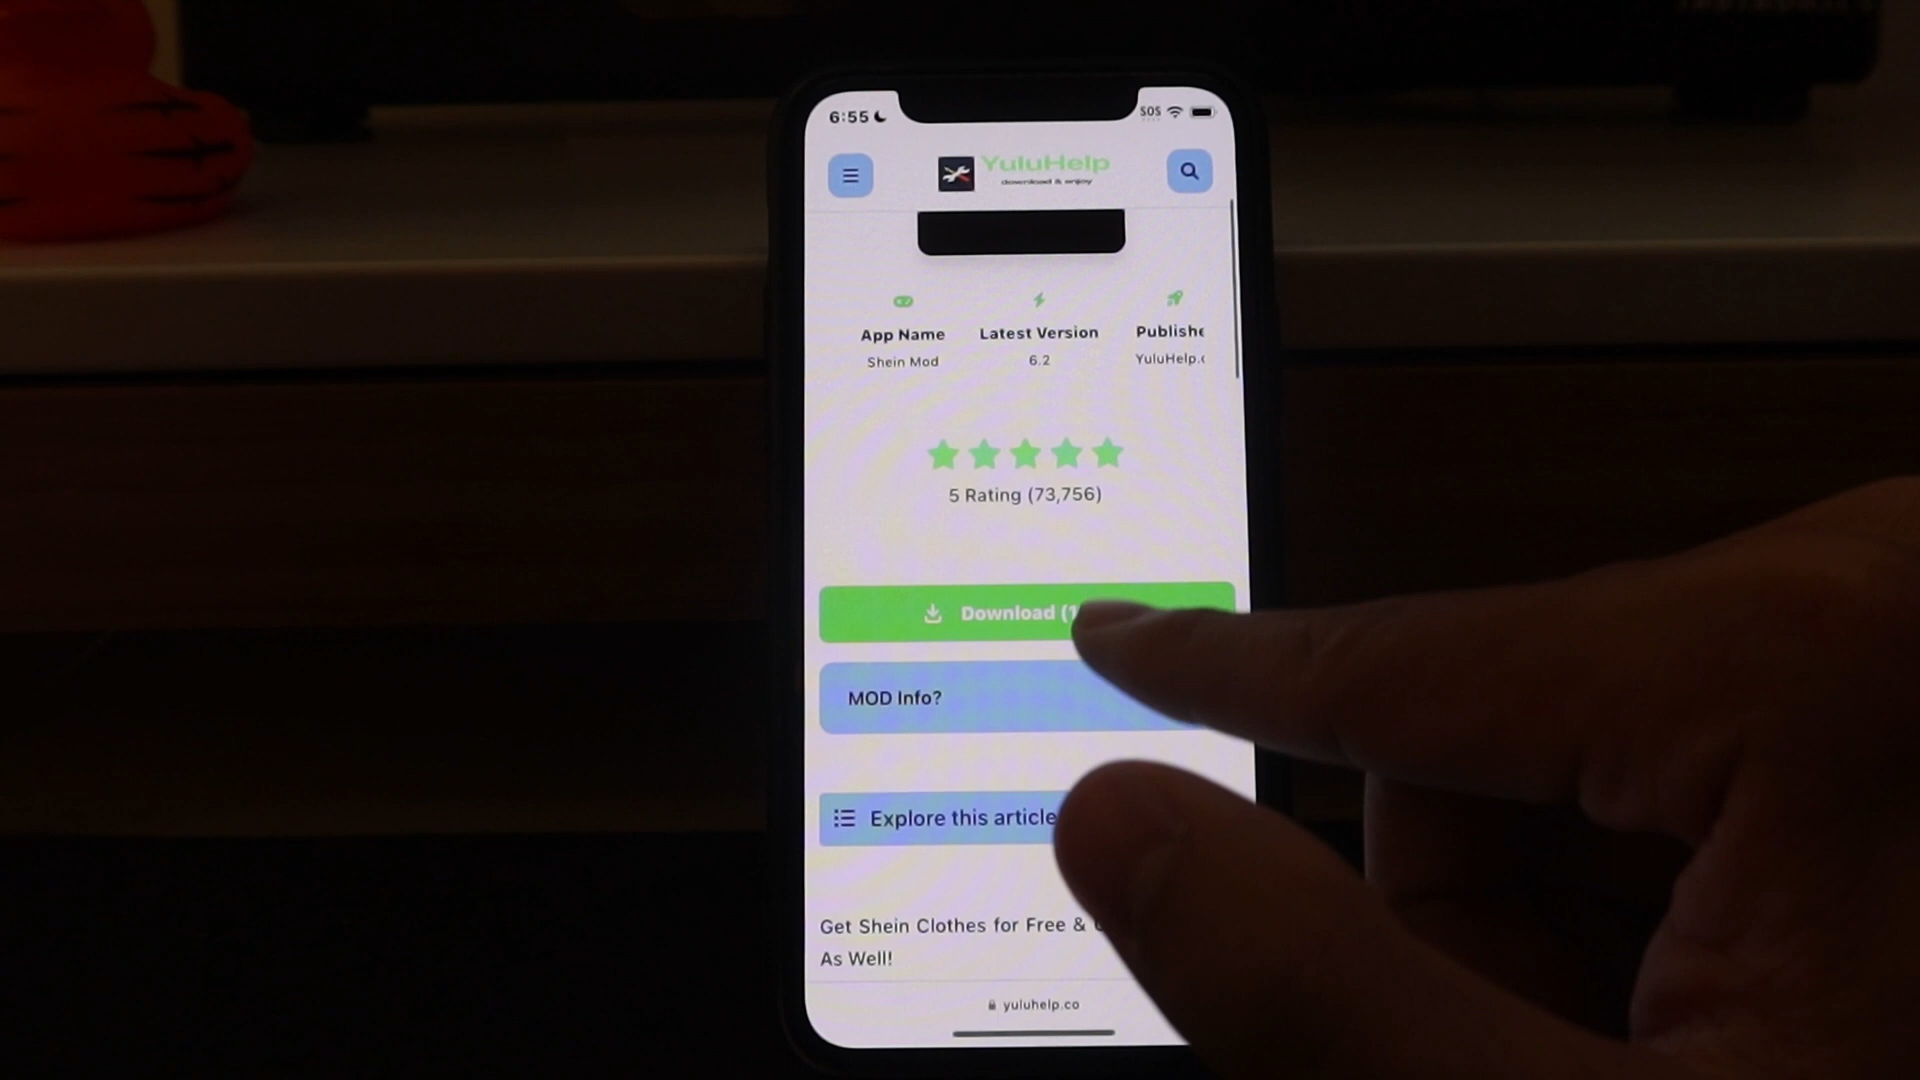 6:55
SOS
YuluHelp
download & enjoy
App Name
Latest Version
Publishe
Shein Mod
6.2
YuluHelp.c
5 Rating (73,756)
Download (1
MOD Info?
Explore this article
Get Shein Clothes for Free &
As Well!
yuluhelp.co